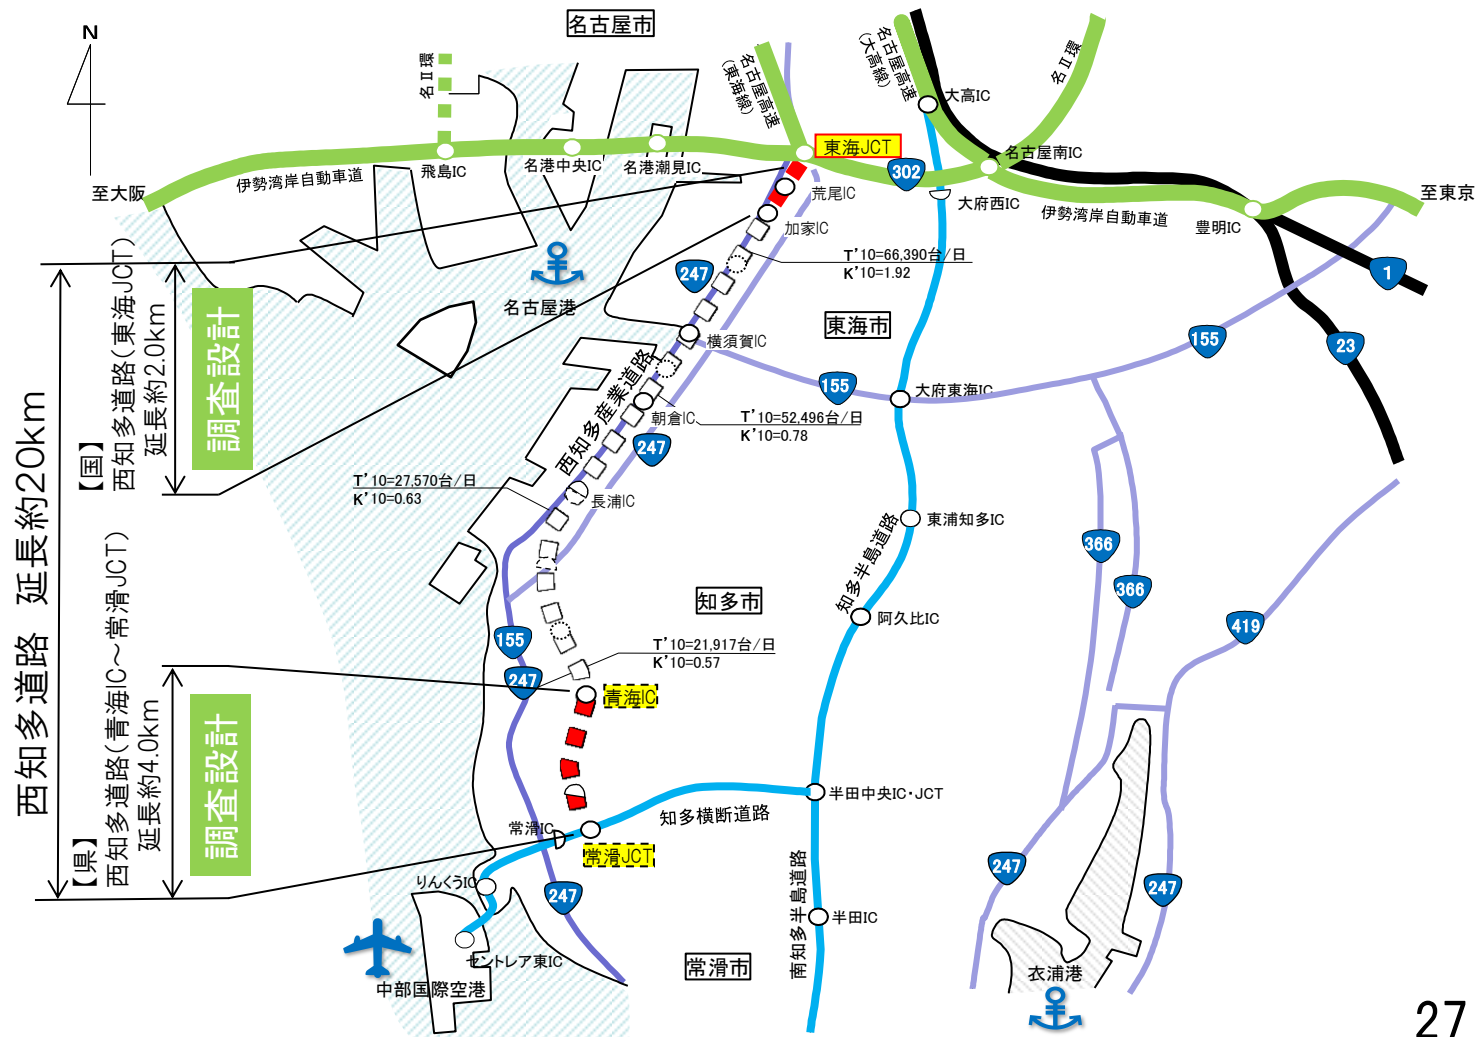 名古屋市
N
名Ⅱ環
名古屋高速
(東海線)
名古屋高速
(大高線)
名Ⅱ環
大高IC
東海JCT
名古屋南IC
至大阪
伊勢湾岸自動車道
飛島IC
名港中央IC
名港潮見IC
荒尾IC
302
大府西IC
伊勢湾岸自動車道
豊明IC
至東京
加家IC
T'10=66,390台/日
K'10=1.92
247
1
名古屋港
東海市
横須賀IC
155
23
西知多道路 延長約20km
【国】
西知多道路(東海JCT)
延長約2.0km
調査設計
西知多産業道路
155
大府東海IC
朝倉IC
T'10=52,496台/日
K'10=0.78
247
T'10=27,570台/日
K'10=0.63
長浦IC
東浦知多IC
知多半島道路
366
366
知多市
阿久比IC
419
155
T'10=21,917台/日
K'10=0.57
247
青海IC
【県】
西知多道路(青海IC～常滑JCT)
延長約4.0km
調査設計
半田中央IC・JCT
知多横断道路
常滑IC
常滑JCT
りんくうIC
247
南知多半島道路
247
247
半田IC
セントレア東IC
常滑市
衣浦港
中部国際空港
27